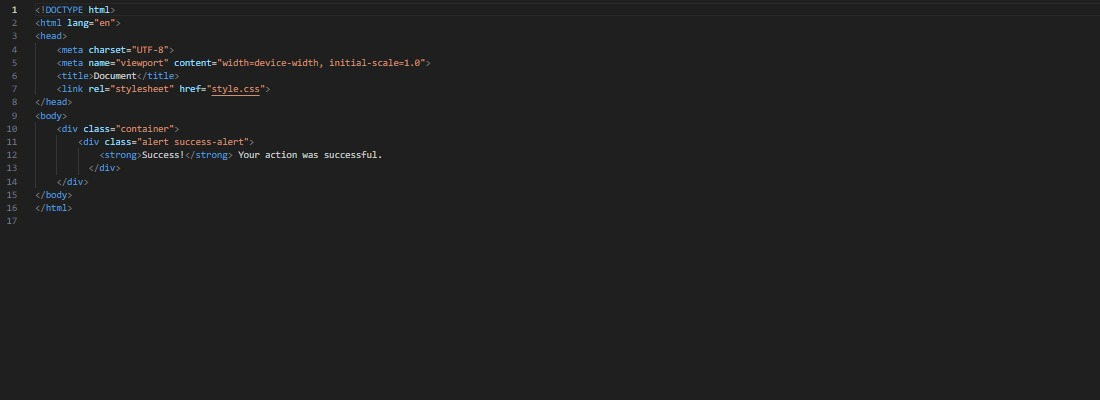 1 <!DOCTYPE html>
2 <html lang="en">
3 <head>
4     <meta charset="UTF-8">
5     <meta name="viewport" content="width=device-width, initial-scale=1.0">
6     <title>Document</title>
7     <link rel="stylesheet" href="style.css">
8 </head>
9 <body>
10     <div class="container">
11         <div class="alert success-alert">
12             <strong>Success!</strong> Your action was successful.
13           </div>
14     </div>
15 </body>
16 </html>
17